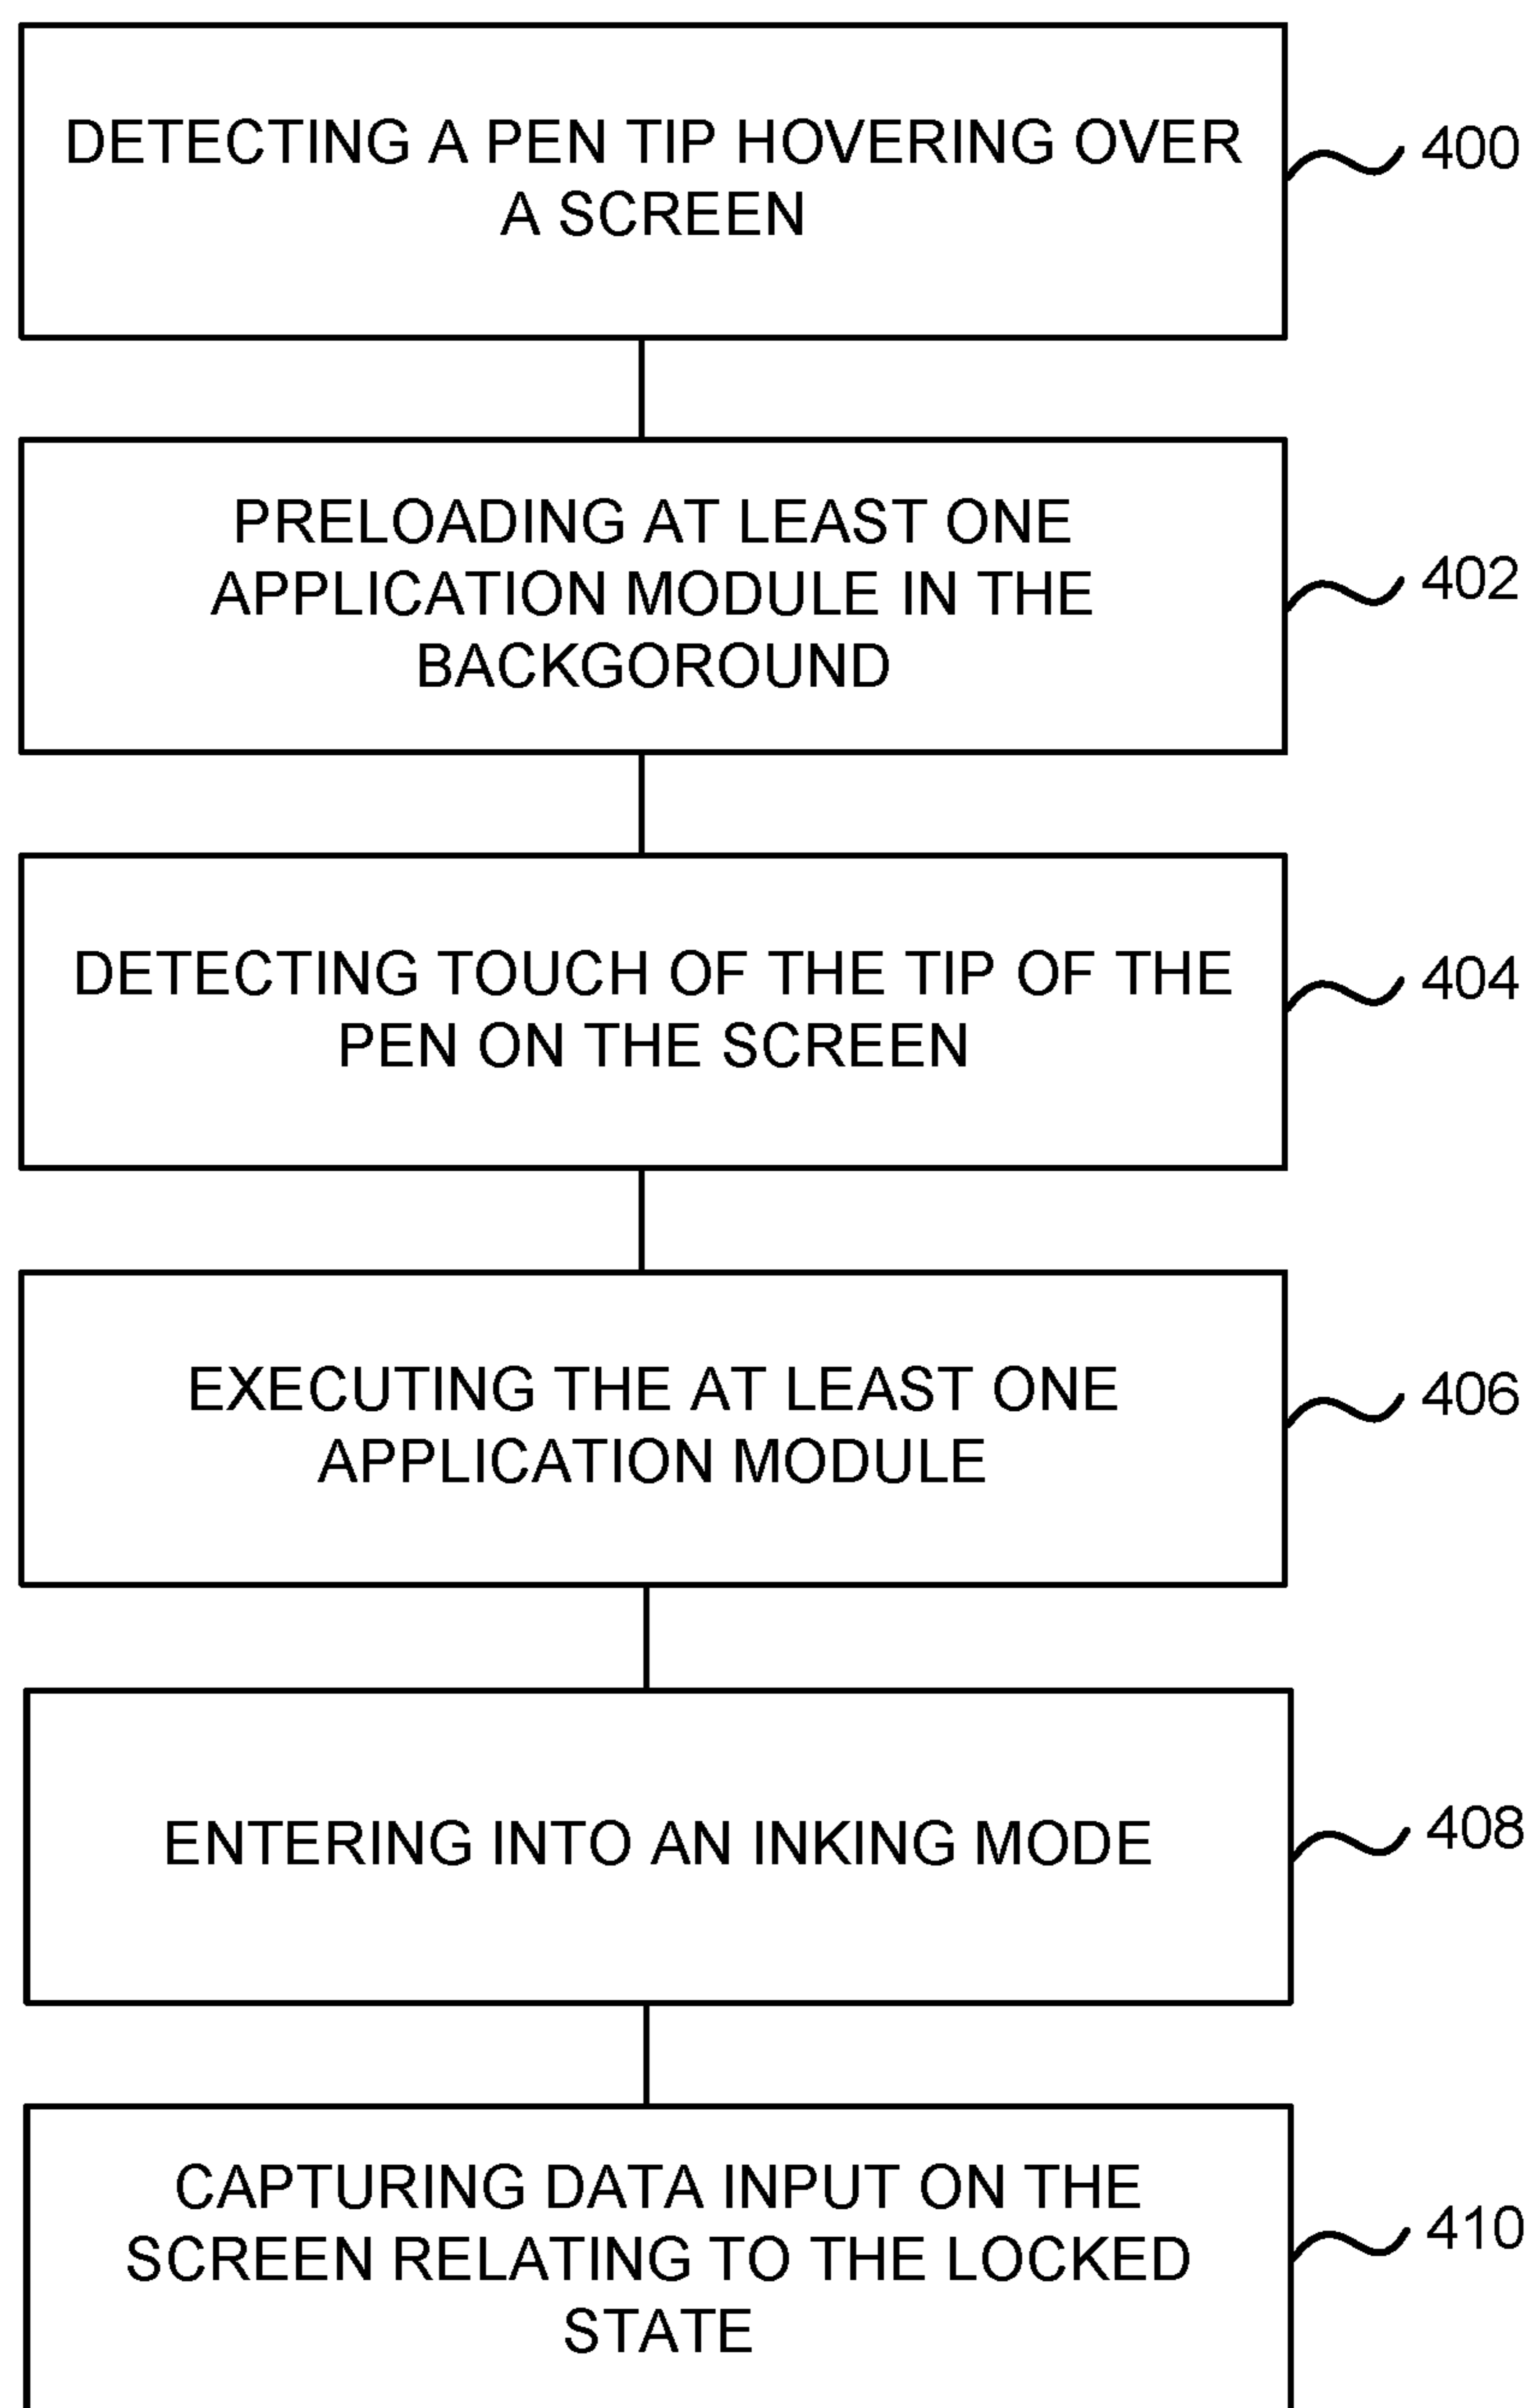 DETECTING A PEN TIP HOVERING OVER
A SCREEN
400
PRELOADING AT LEAST ONE
APPLICATION MODULE IN THE
BACKGOROUND
402
DETECTING TOUCH OF THE TIP OF THE
PEN ON THE SCREEN
404
EXECUTING THE AT LEAST ONE
APPLICATION MODULE
406
ENTERING INTO AN INKING MODE
408
CAPTURING DATA INPUT ON THE
SCREEN RELATING TO THE LOCKED
STATE
410